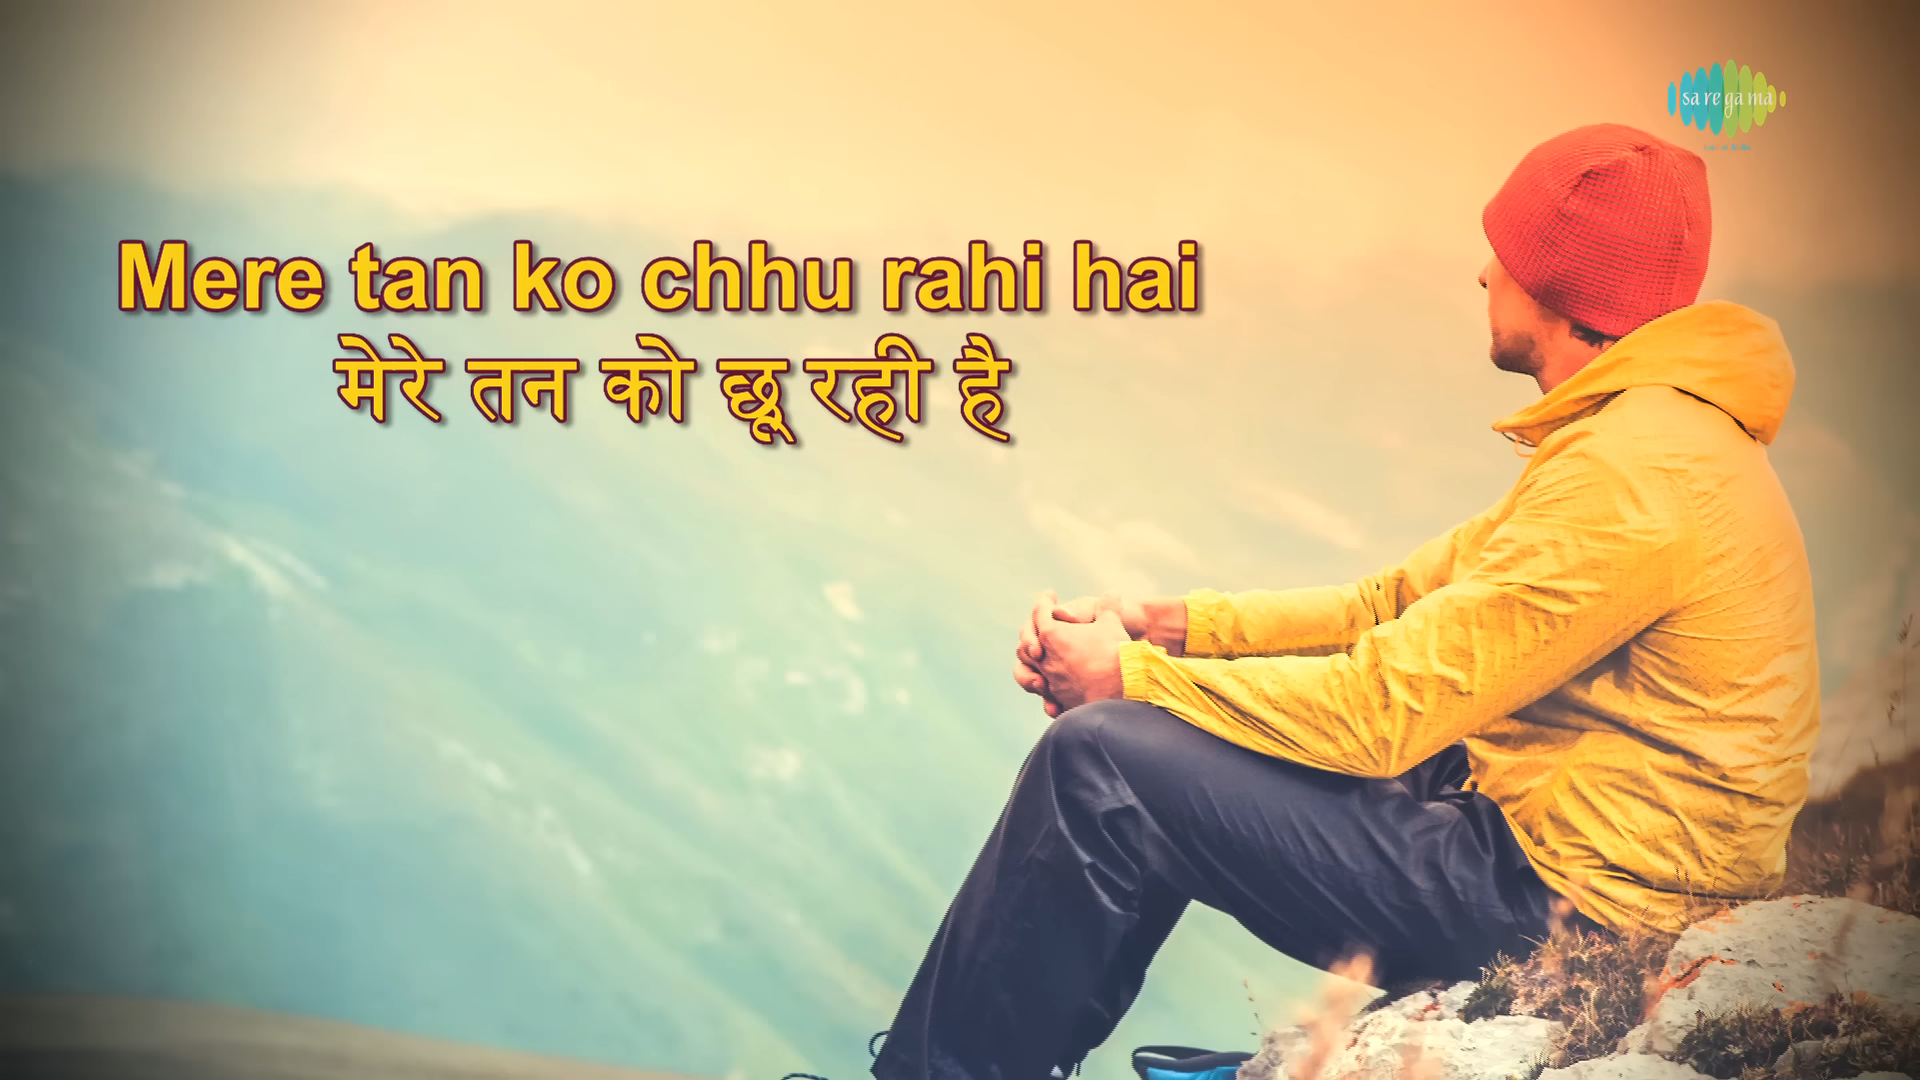 sa re ga ma
Mere tan ko chhu rahi hai
मेरे तन को छू रही है